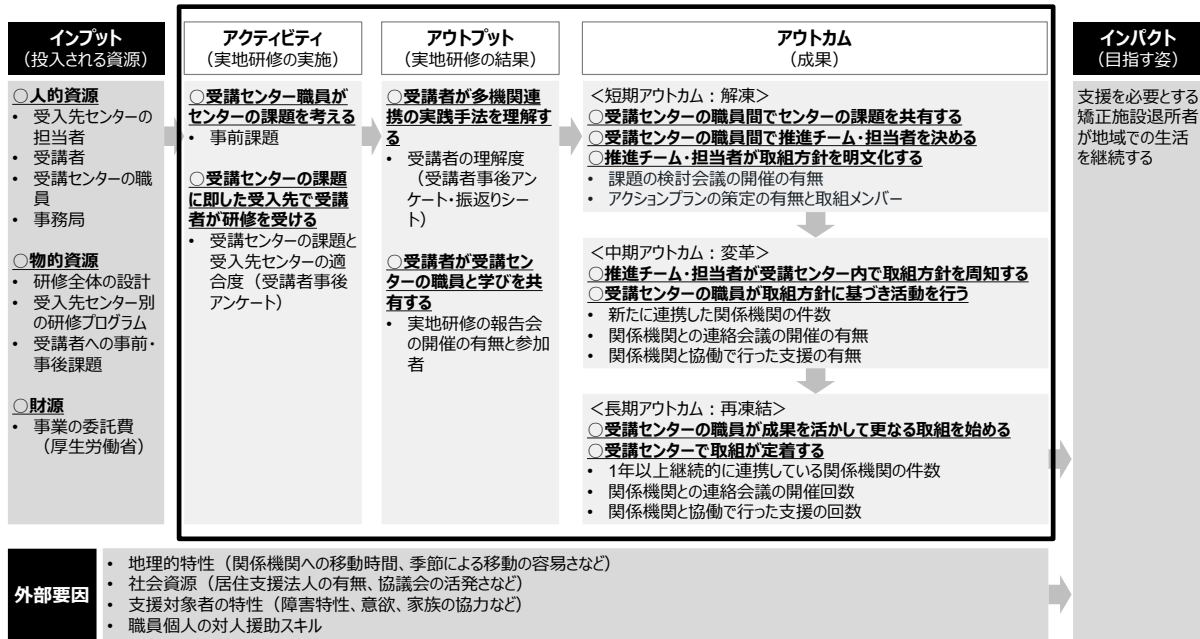 インプット
（投入される資源）
○人的資源
• 受入先センターの
担当者
• 受講者
• 受講センターの職
員
• 事務局
○物的資源
• 研修全体の設計
• 受入先センター別
の研修プログラム
• 受講者への事前・
事後課題
○財源
• 事業の委託費
（厚生労働省）
アクティビティ
（実地研修の実施）
○受講センター職員が
センターの課題を考える
• 事前課題
○受講センターの課題
に即した受入先で受講
者が研修を受ける
• 受講センターの課題と
受入先センターの適
合度（受講者事後
アンケート）
アウトプット
（実地研修の結果）
○受講者が多機関連
携の実践手法を理解す
る
• 受講者の理解度
（受講者事後アン
ケート・振返りシー
ト）
○受講者が受講セン
ターの職員と学びを共
有する
• 実地研修の報告会
の開催の有無と参加
者
アウトカム
（成果）
＜短期アウトカム：解凍＞
○受講センターの職員間でセンターの課題を共有する
○受講センターの職員間で推進チーム・担当者を決める
○推進チーム・担当者が取組方針を明文化する
• 課題の検討会議の開催の有無
• アクションプランの策定の有無と取組メンバー
＜中期アウトカム：変革＞
○推進チーム・担当者が受講センター内で取組方針を周知する
○受講センターの職員が取組方針に基づき活動を行う
• 新たに連携した関係機関の件数
• 関係機関との連絡会議の開催の有無
• 関係機関と協働で行った支援の有無
＜長期アウトカム：再凍結＞
○受講センターの職員が成果を活かして更なる取組を始める
○受講センターで取組が定着する
• 1年以上継続的に連携している関係機関の件数
• 関係機関との連絡会議の開催回数
• 関係機関と協働で行った支援の回数
インパクト
（目指す姿）
支援を必要とする
矯正施設退所者
が地域での生活
を継続する
外部要因
• 地理的特性（関係機関への移動時間、季節による移動の容易さなど）
• 社会資源（居住支援法人の有無、協議会の活発さなど）
• 支援対象者の特性（障害特性、意欲、家族の協力など）
• 職員個人の対人援助スキル